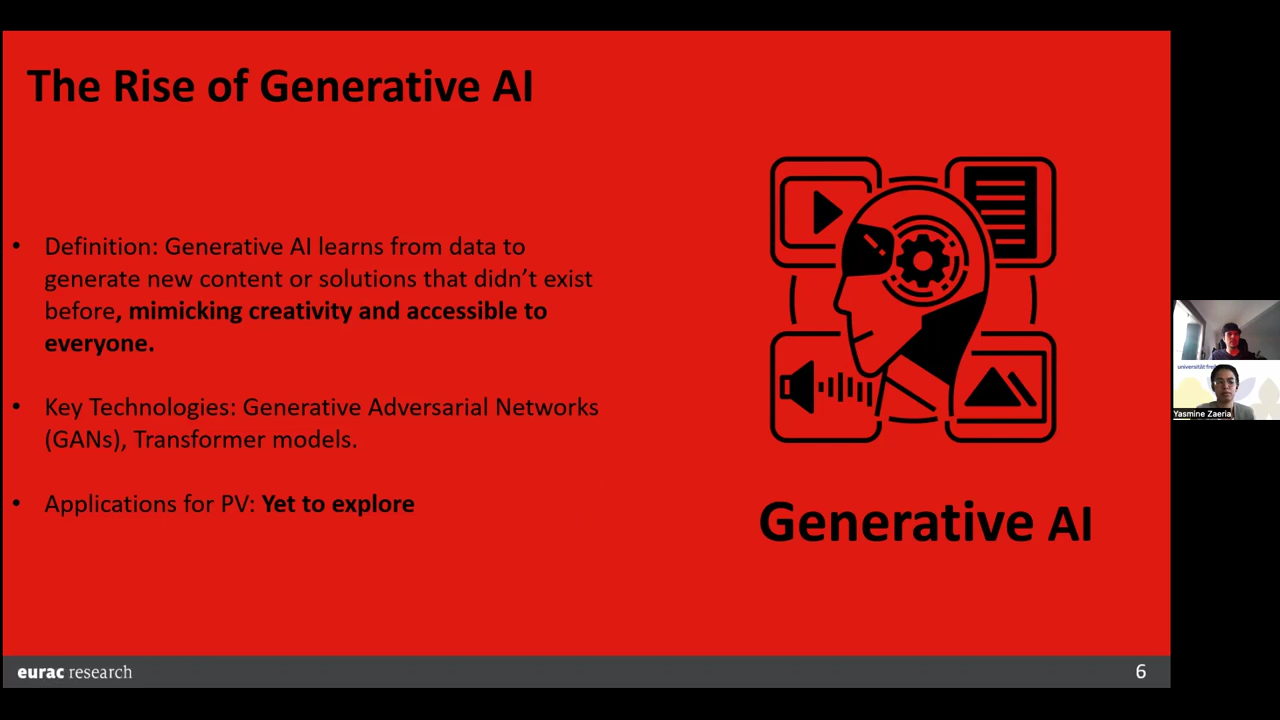 The Rise of Generative AI
• Definition: Generative AI learns from data to
generate new content or solutions that didn’t exist
before, mimicking creativity and accessible to
everyone.
• Key Technologies: Generative Adversarial Networks
(GANs), Transformer models.
• Applications for PV: Yet to explore
Generative AI
universität frei
Yasmine Zaeria
eurac research
6